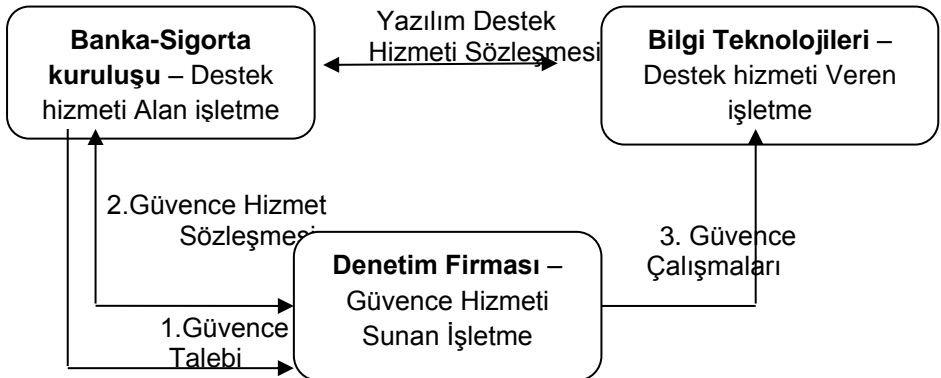 Banka-Sigorta
kuruluşu – Destek
hizmeti Alan işletme
Yazılım Destek
Hizmeti Sözleşmesi
Bilgi Teknolojileri –
Destek hizmeti Veren
işletme
2.Güvence Hizmet
Sözleşmesi
Denetim Firması –
Güvence Hizmeti
Sunan İşletme
3. Güvence
Çalışmaları
1.Güvence
Talebi